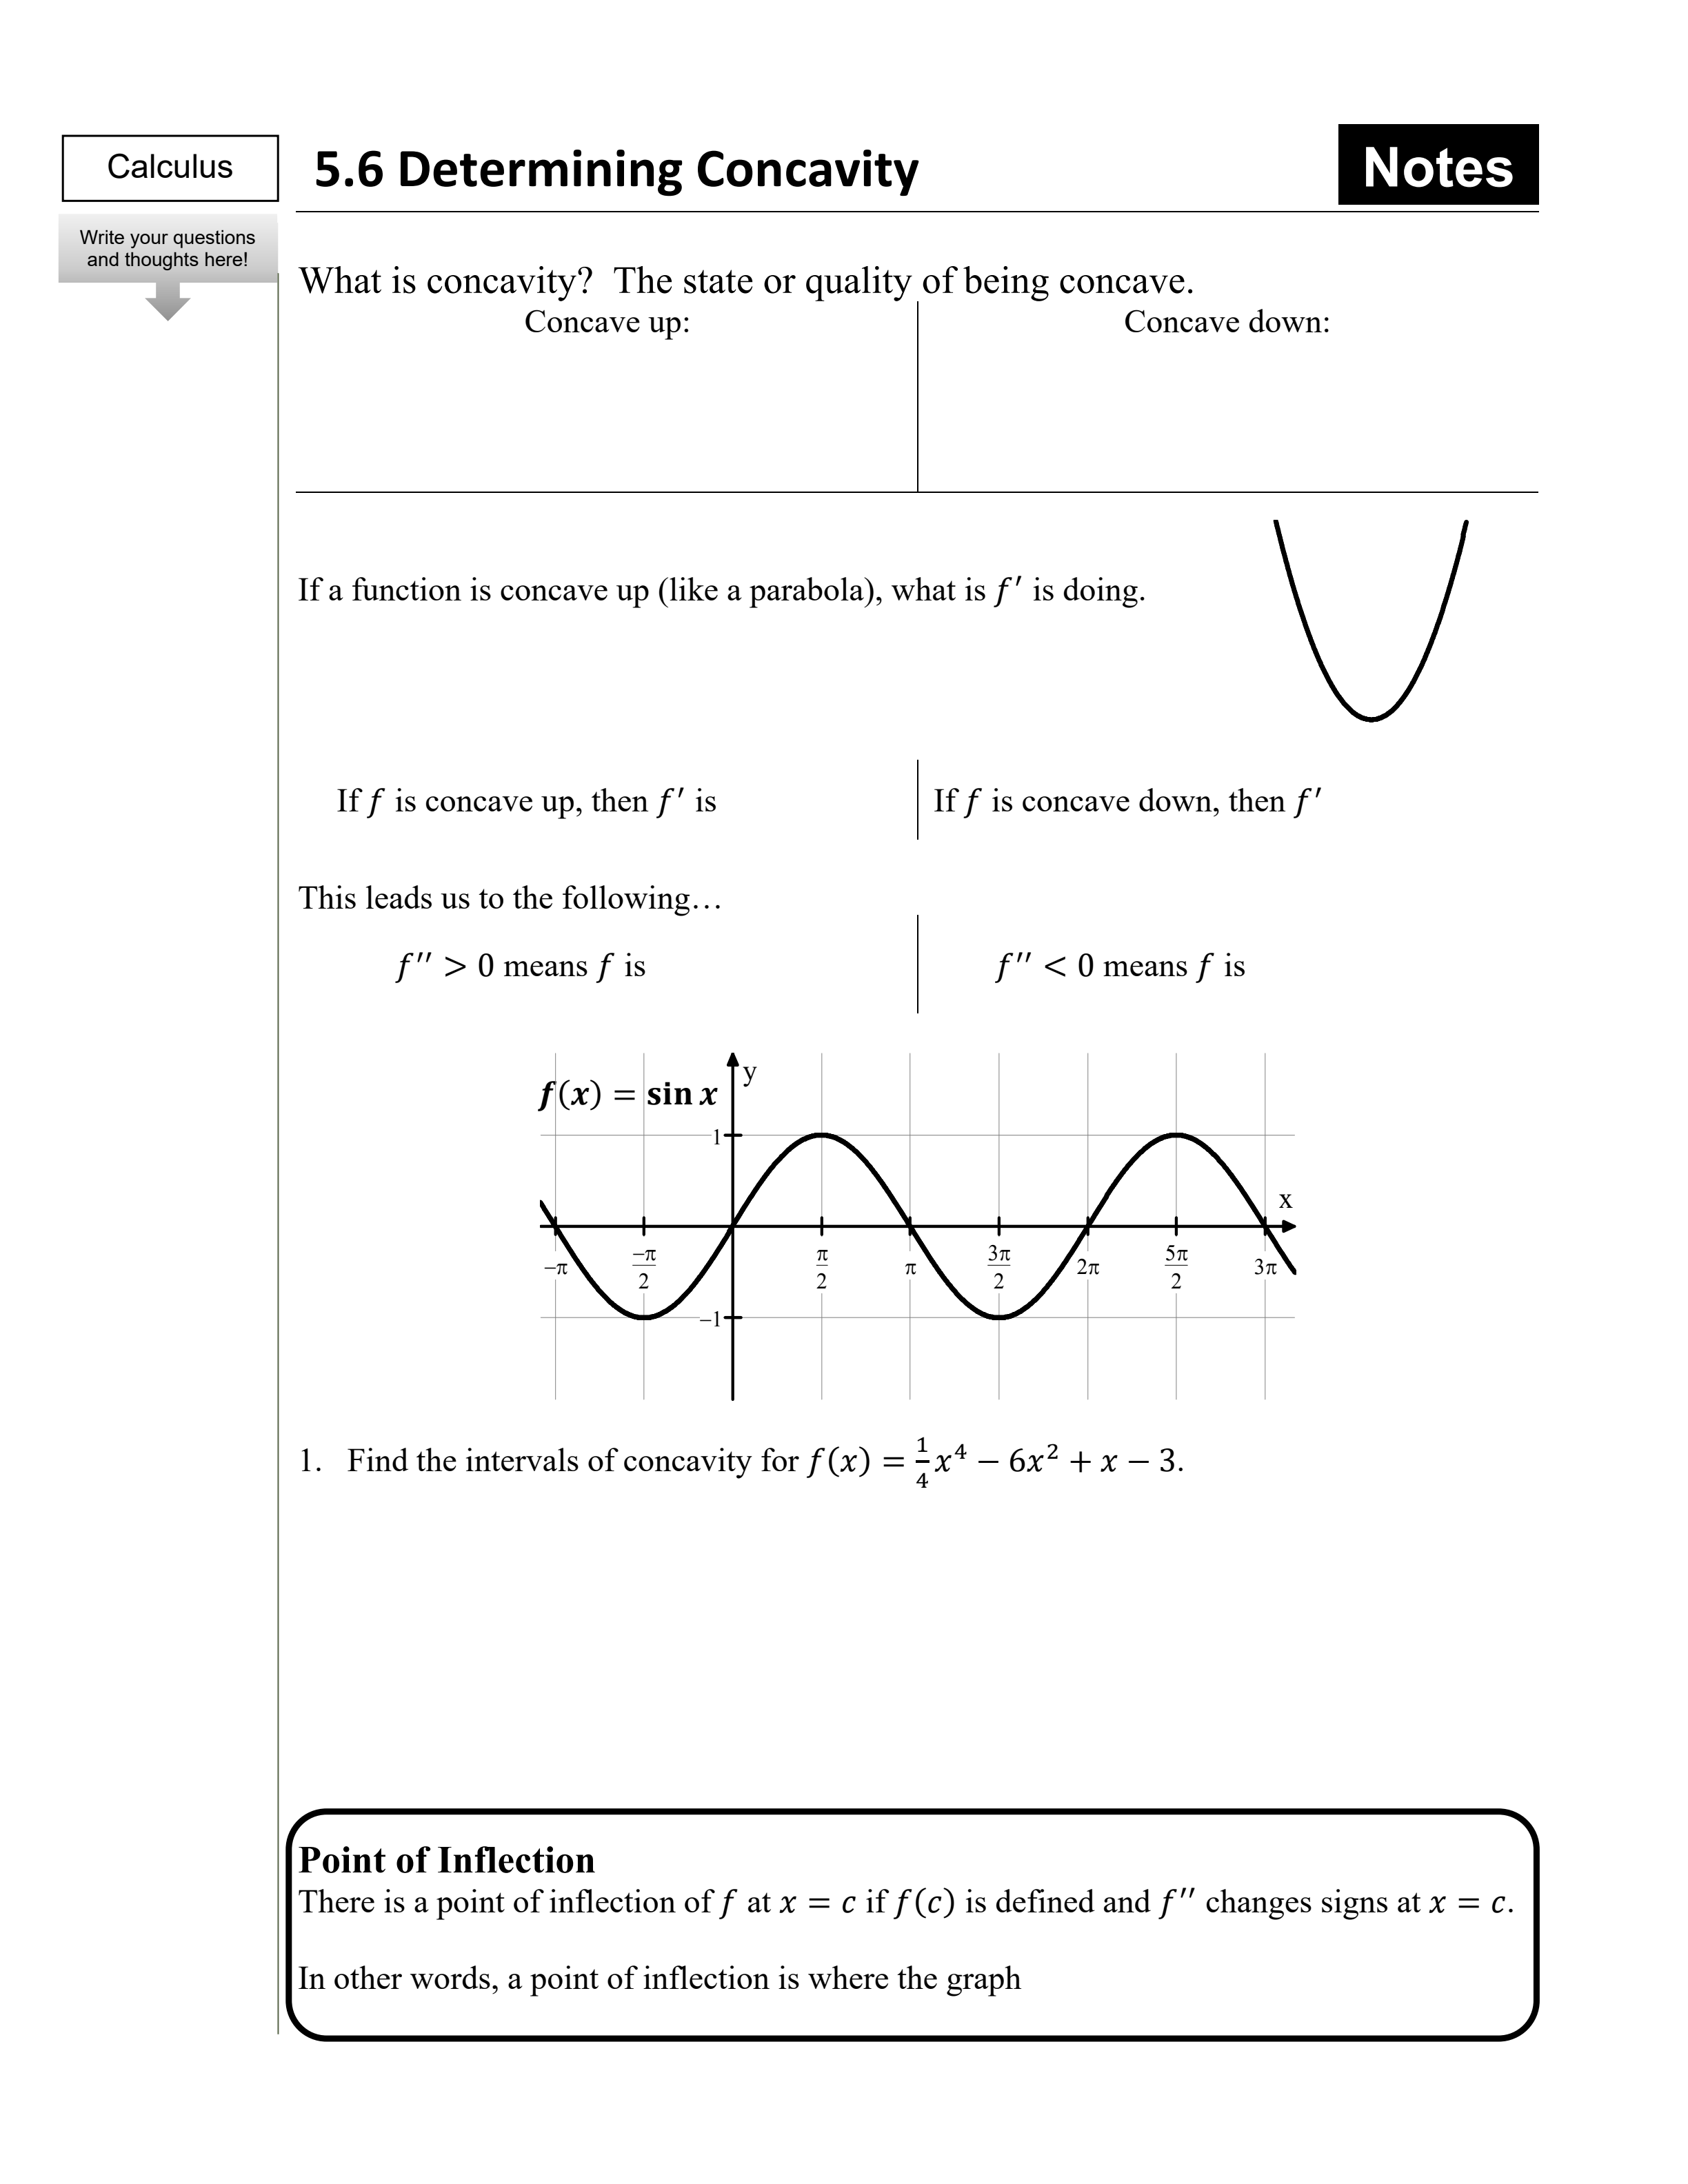 Calculus
5.6 Determining Concavity
Notes
Write your questions
and thoughts here!
What is concavity?  The state or quality of being concave.
Concave up:
Concave down:
If a function is concave up (like a parabola), what is f′ is doing.
If f is concave up, then f′ is
If f is concave down, then f′
This leads us to the following…
f′′ > 0 means f is
f′′ < 0 means f is
f(x) = sin x
y
1
x
−π
−π/2
π/2
π
3π/2
2π
5π/2
3π
−1
1. Find the intervals of concavity for f(x) = 1/4 x⁴ − 6x² + x − 3.
Point of Inflection
There is a point of inflection of f at x = c if f(c) is defined and f′′ changes signs at x = c.
In other words, a point of inflection is where the graph